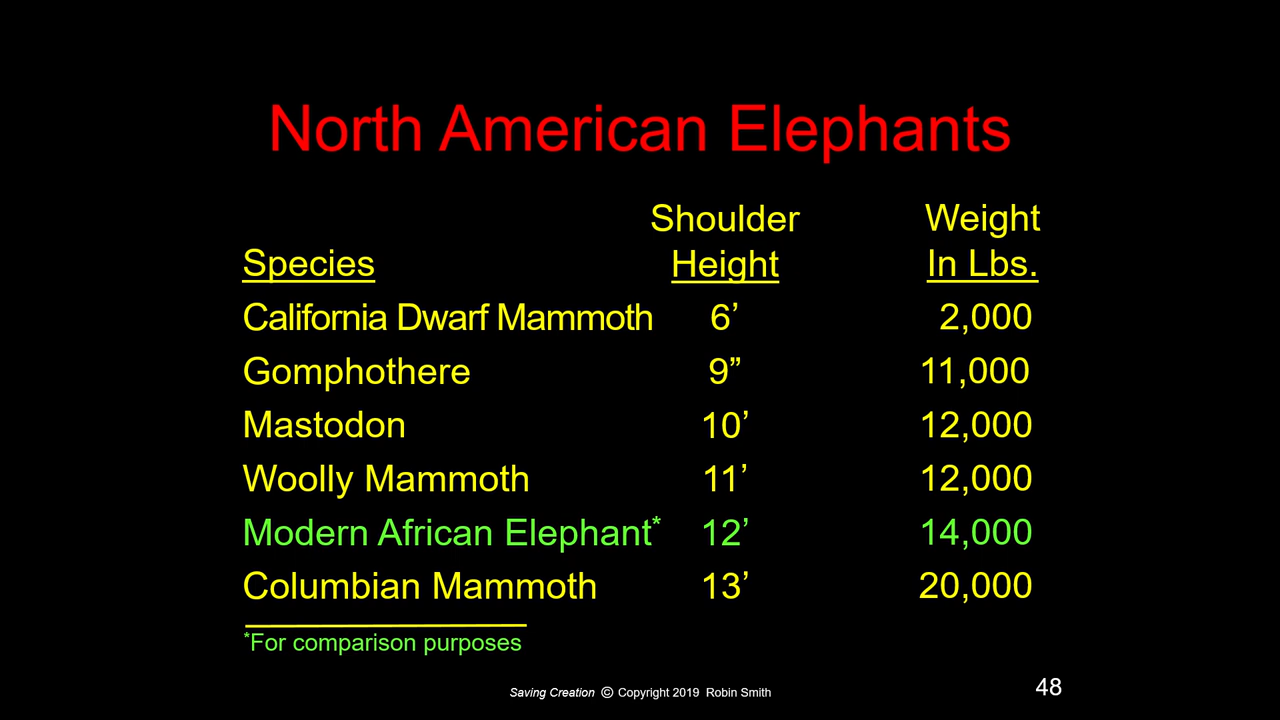 North American Elephants
Shoulder Weight
Species Height In Lbs.
California Dwarf Mammoth 6’ 2,000
Gomphothere 9” 11,000
Mastodon 10’ 12,000
Woolly Mammoth 11’ 12,000
Modern African Elephant* 12’ 14,000
Columbian Mammoth 13’ 20,000
*For comparison purposes
Saving Creation © Copyright 2019 Robin Smith 48